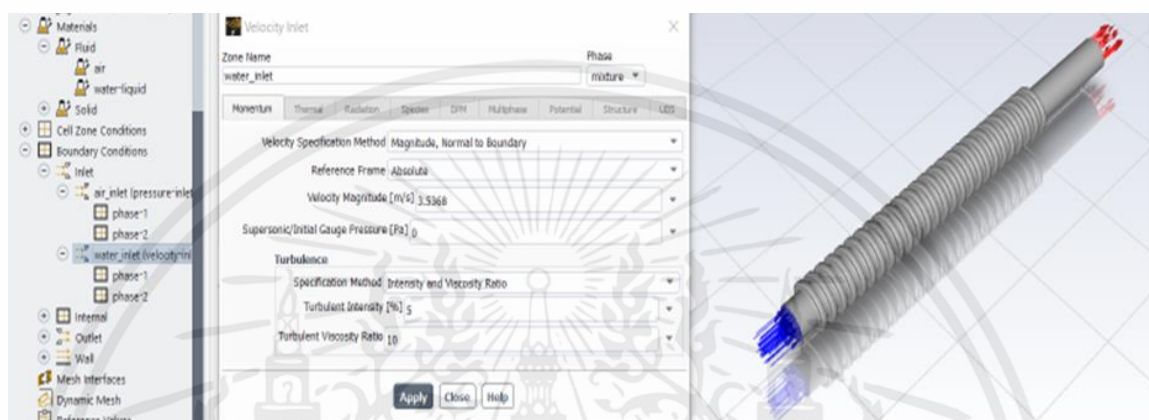 Materials
Fluid
air
water-liquid
Solid
Cell Zone Conditions
Boundary Conditions
Inlet
air_inlet (pressure-inlet
phase-1
phase-2
water_inlet (velocity-inl
phase-1
phase-2
Internal
Outlet
Wall
Mesh Interfaces
Dynamic Mesh
Reference Values
Velocity Inlet
Zone Name
Phase
water_inlet
mixture
Momentum Thermal Radiation Species DPM Multiphase Potential Structure UDS
Velocity Specification Method Magnitude, Normal to Boundary
Reference Frame Absolute
Velocity Magnitude [m/s] 3.5368
Supersonic/Initial Gauge Pressure [Pa] 0
Turbulence
Specification Method Intensity and Viscosity Ratio
Turbulent Intensity [%] 5
Turbulent Viscosity Ratio 10
Apply Close Help